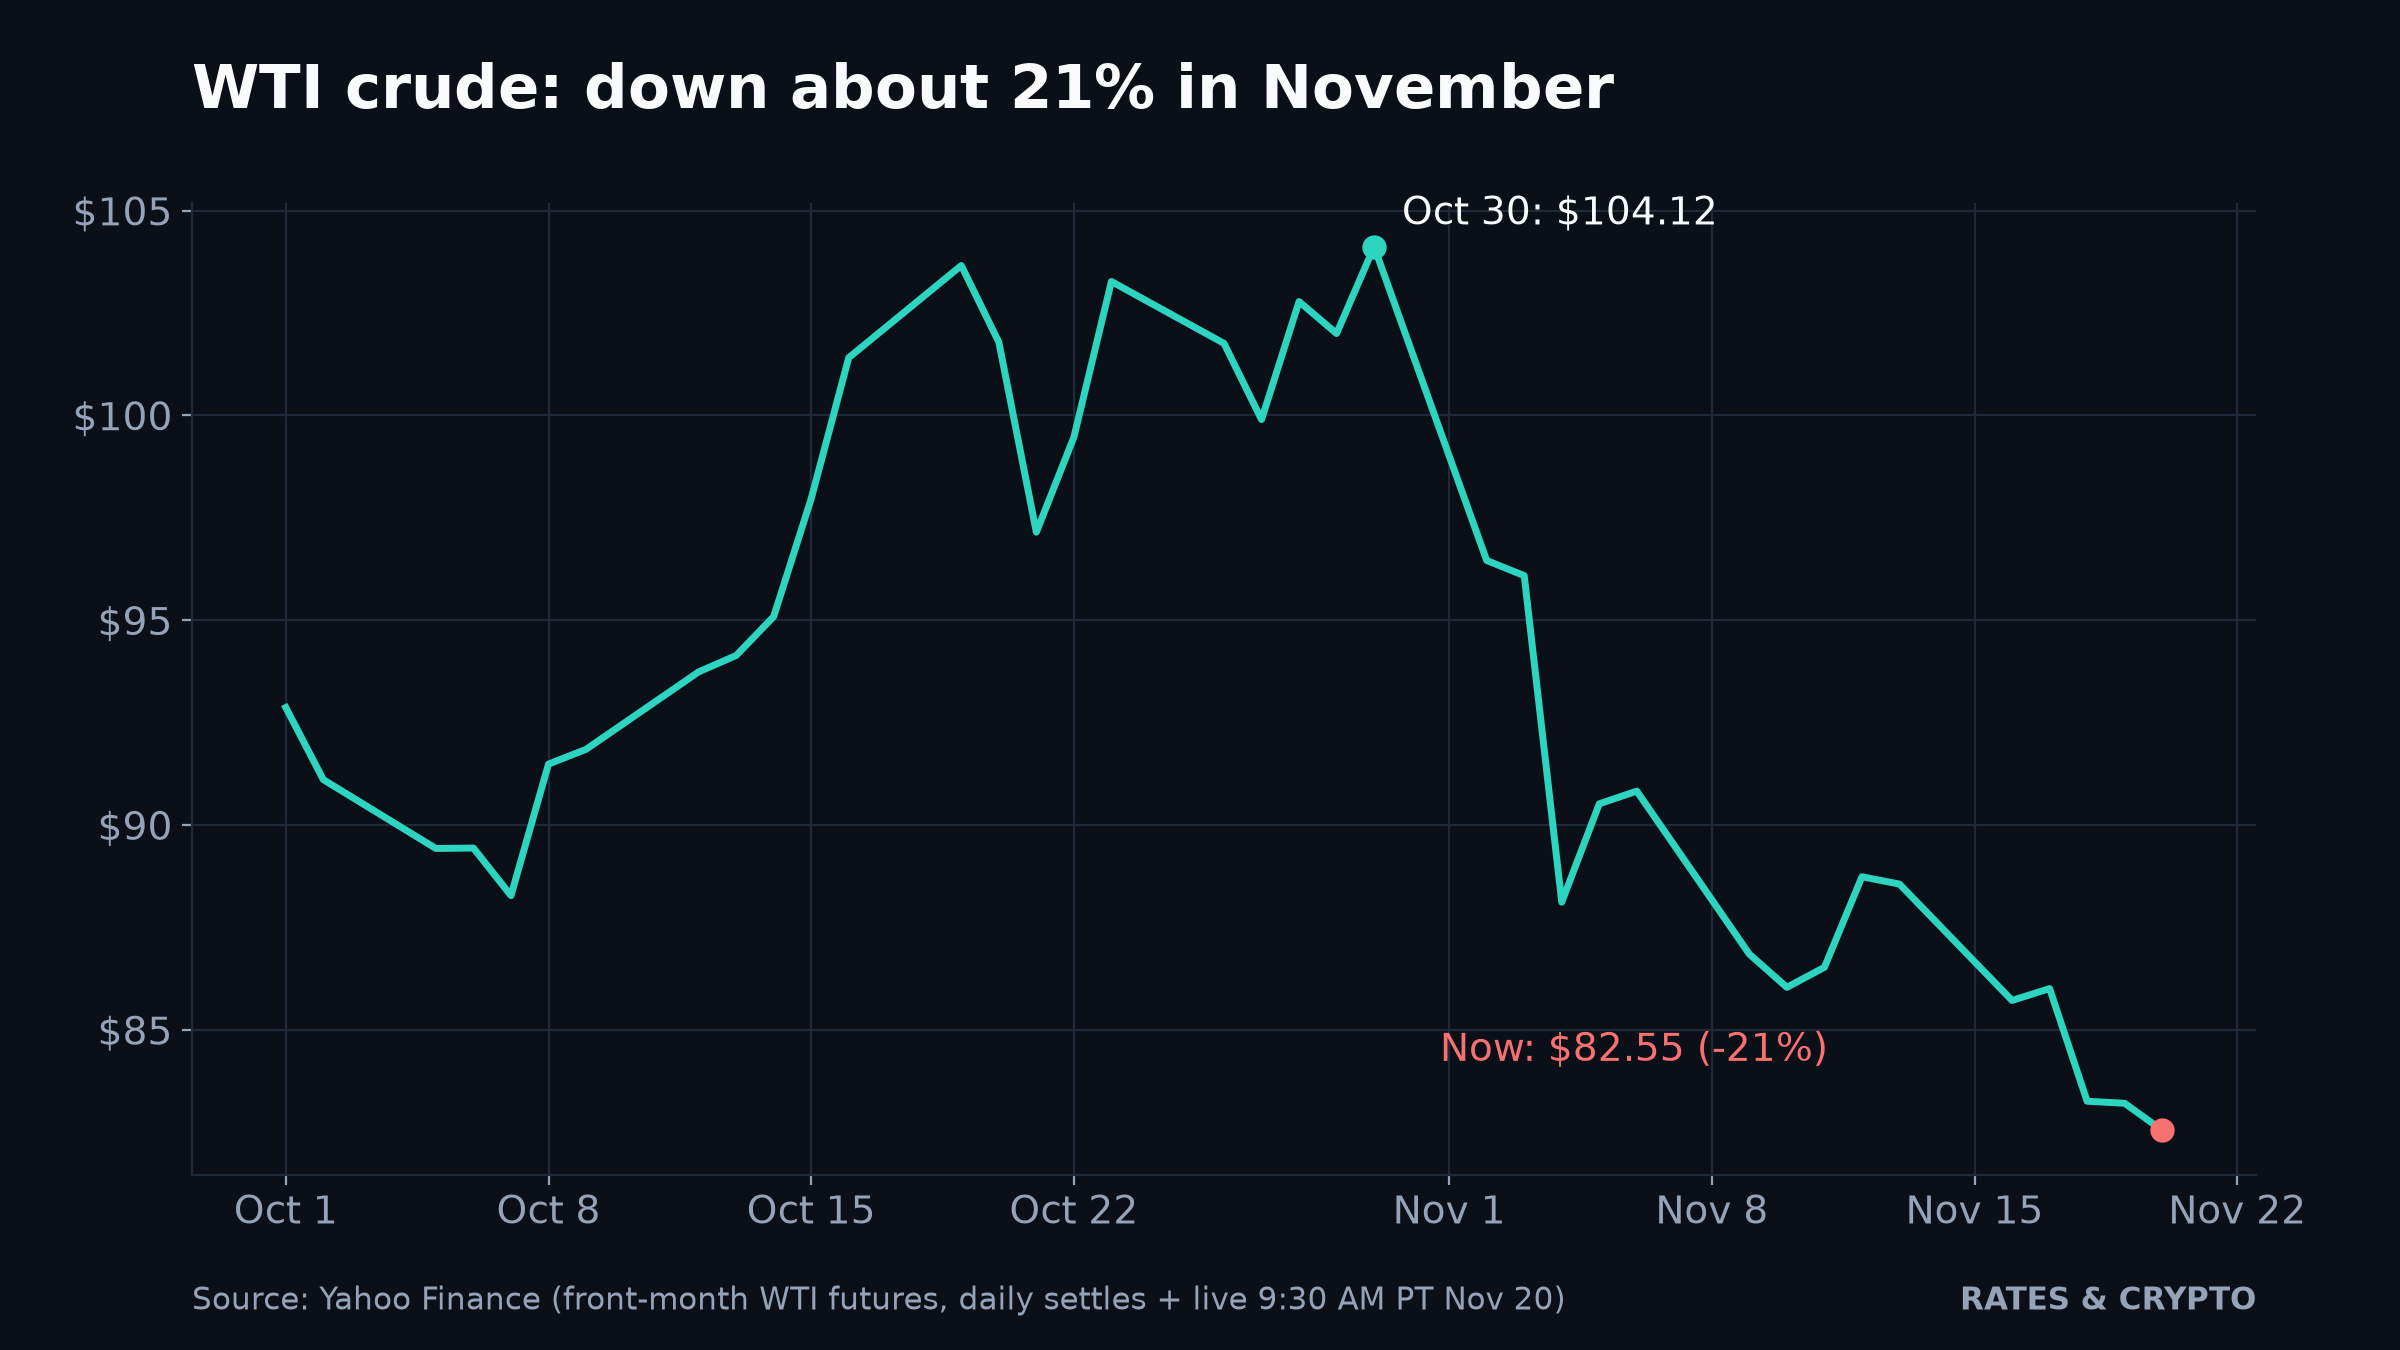 WTI crude: down about 21% in November
Oct 30: $104.12
$105
$100
$95
$90
$85
Now: $82.55 (-21%)
Oct 1 Oct 8 Oct 15 Oct 22 Nov 1 Nov 8 Nov 15 Nov 22
Source: Yahoo Finance (front-month WTI futures, daily settles + live 9:30 AM PT Nov 20)
RATES & CRYPTO